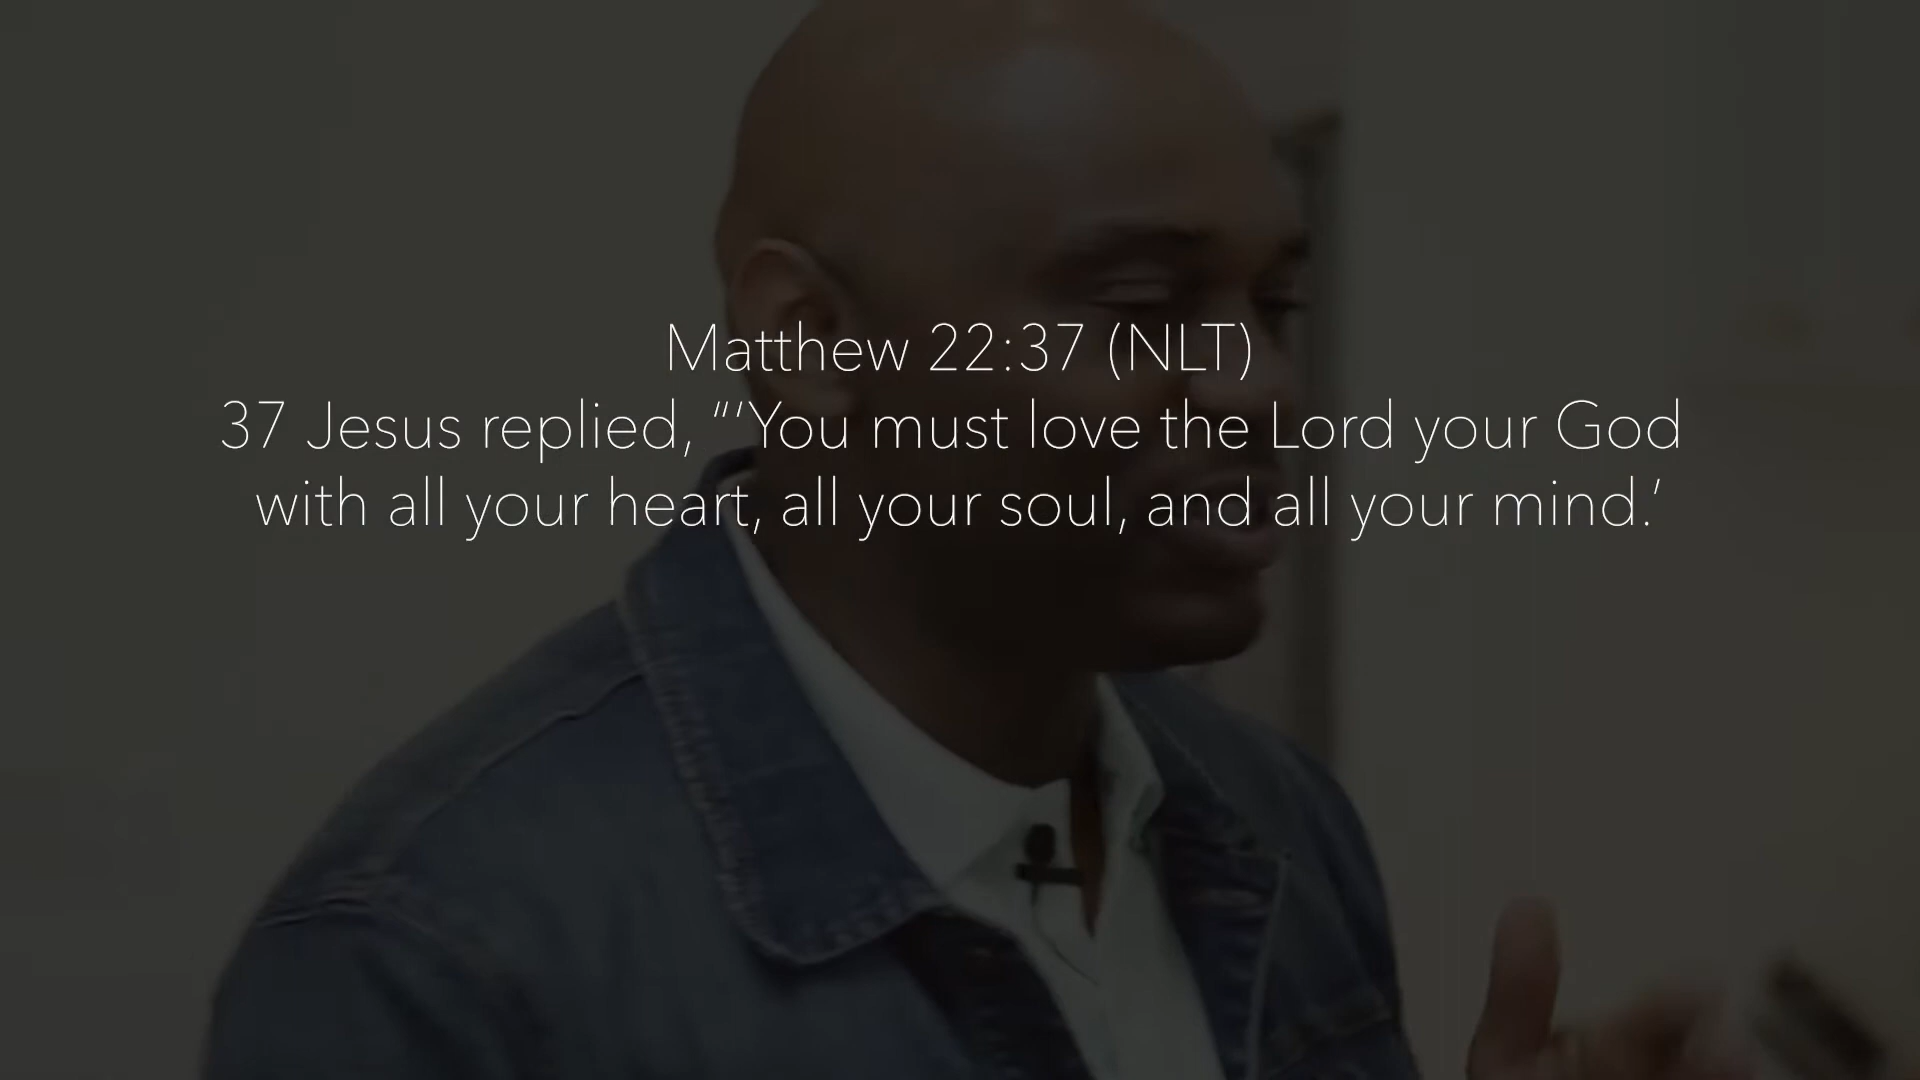 Matthew 22:37 (NLT)
37 Jesus replied, “‘You must love the Lord your God
with all your heart, all your soul, and all your mind.’